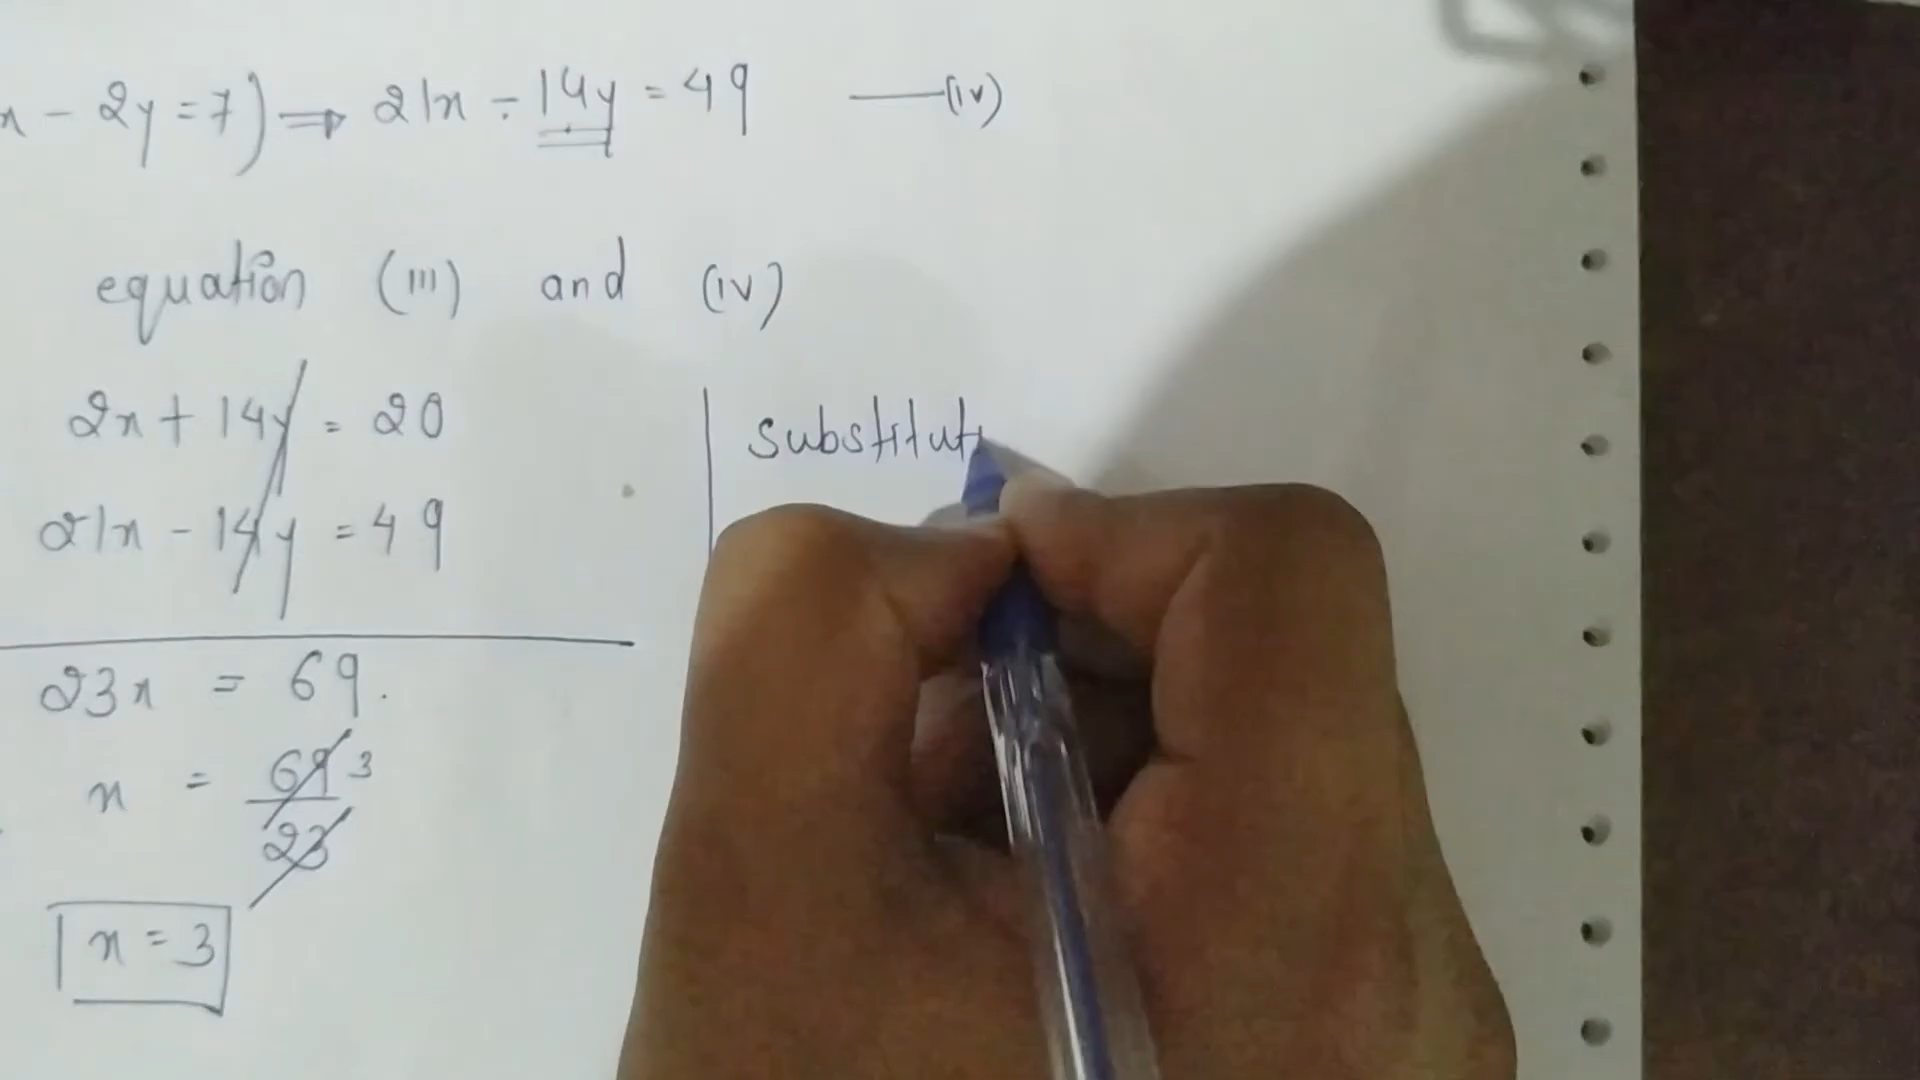 x - 2y = 7) ⇒ 21x - 14y = 49 —(iv)
equation (iii) and (iv)
2x + 14y = 20
21x - 14y = 49
23x = 69.
x = 69/23 3
x = 3
substitut